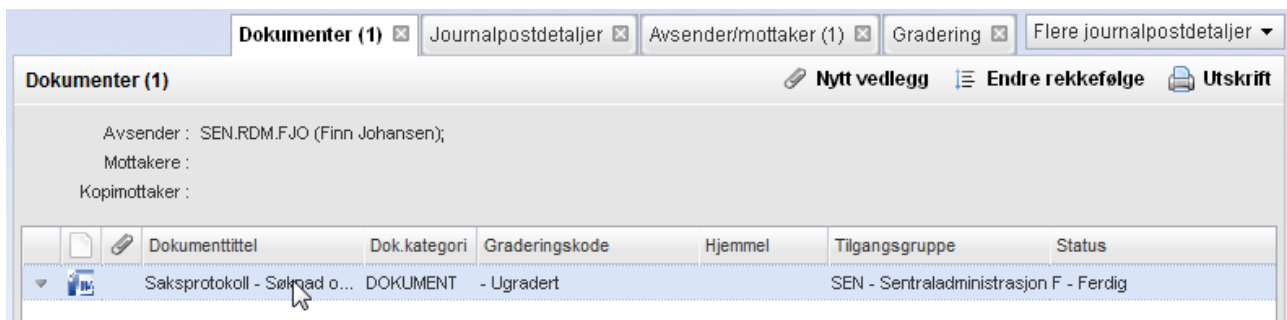 Dokumenter (1) Journalpostdetaljer Avsender/mottaker (1) Gradering Flere journalpostdetaljer
Dokumenter (1) Nytt vedlegg Endre rekkefølge Utskrift
Avsender : SEN.RDM.FJO (Finn Johansen);
Mottakere :
Kopimottaker :
Dokumenttittel Dok.kategori Graderingskode Hjemmel Tilgangsgruppe Status
Saksprotokoll - Søknad o... DOKUMENT - Ugradert SEN - Sentraladministrasjon F - Ferdig